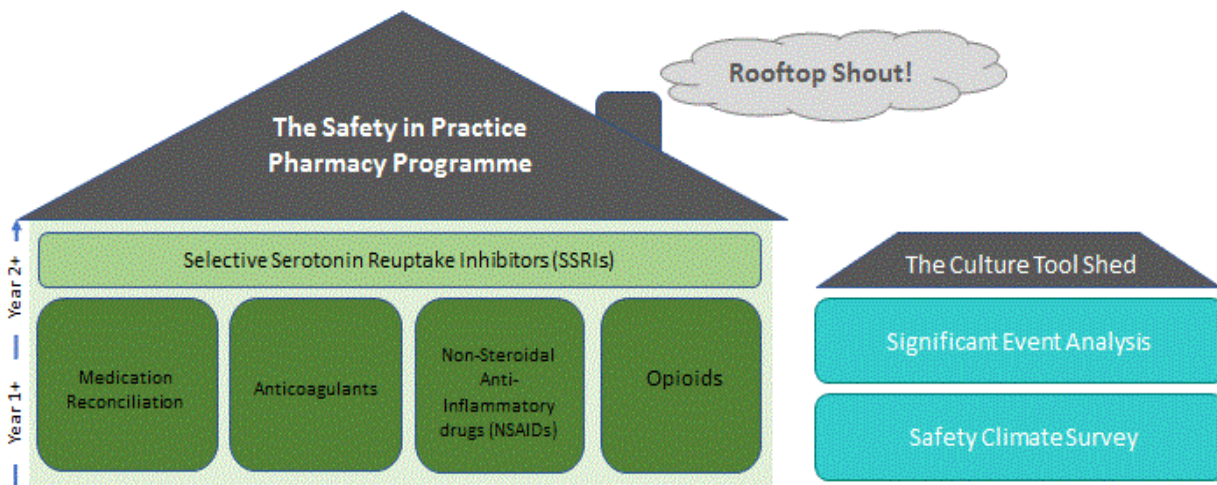 Rooftop Shout!
The Safety in Practice
Pharmacy Programme
Year 2+
Selective Serotonin Reuptake Inhibitors (SSRIs)
Year 1+
Medication
Reconciliation
Anticoagulants
Non-Steroidal
Anti-
Inflammatory
drugs (NSAIDs)
Opioids
The Culture Tool Shed
Significant Event Analysis
Safety Climate Survey